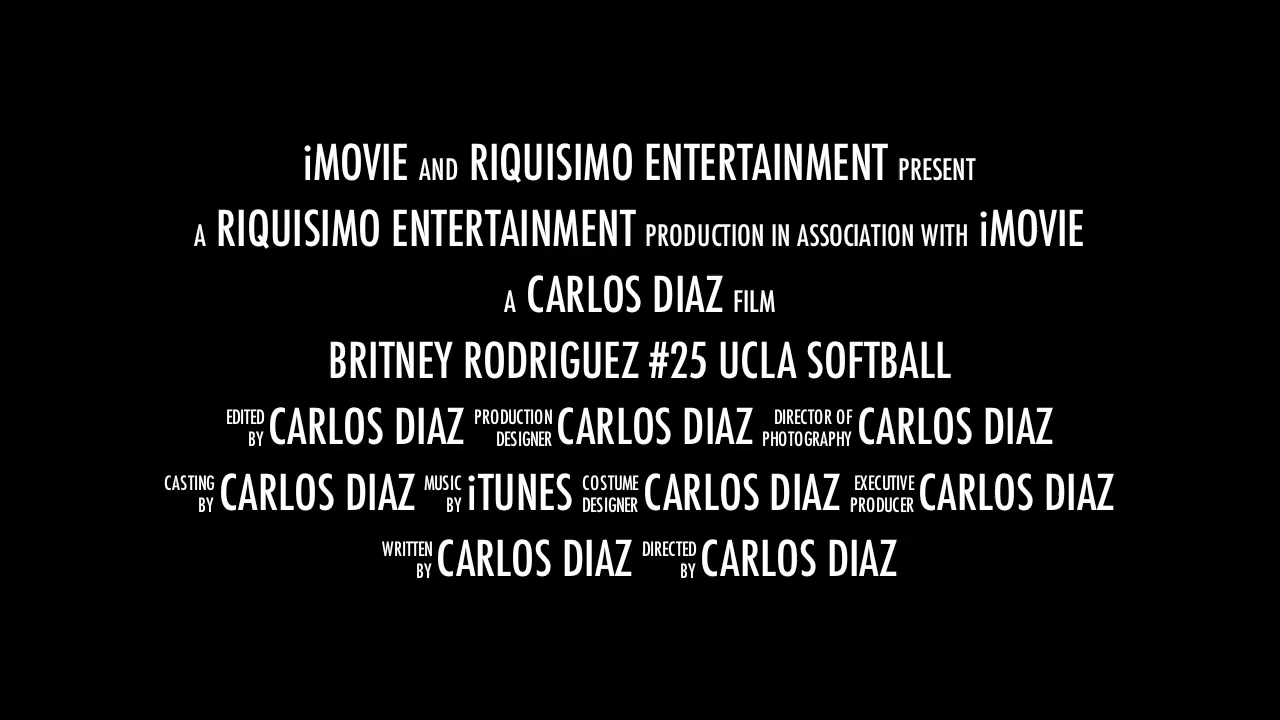 iMOVIE AND RIQUISIMO ENTERTAINMENT PRESENT
A RIQUISIMO ENTERTAINMENT PRODUCTION IN ASSOCIATION WITH iMOVIE
A CARLOS DIAZ FILM
BRITNEY RODRIGUEZ #25 UCLA SOFTBALL
EDITED BY CARLOS DIAZ PRODUCTION DESIGNER CARLOS DIAZ DIRECTOR OF PHOTOGRAPHY CARLOS DIAZ
CASTING BY CARLOS DIAZ MUSIC BY iTUNES COSTUME DESIGNER CARLOS DIAZ EXECUTIVE PRODUCER CARLOS DIAZ
WRITTEN BY CARLOS DIAZ DIRECTED BY CARLOS DIAZ